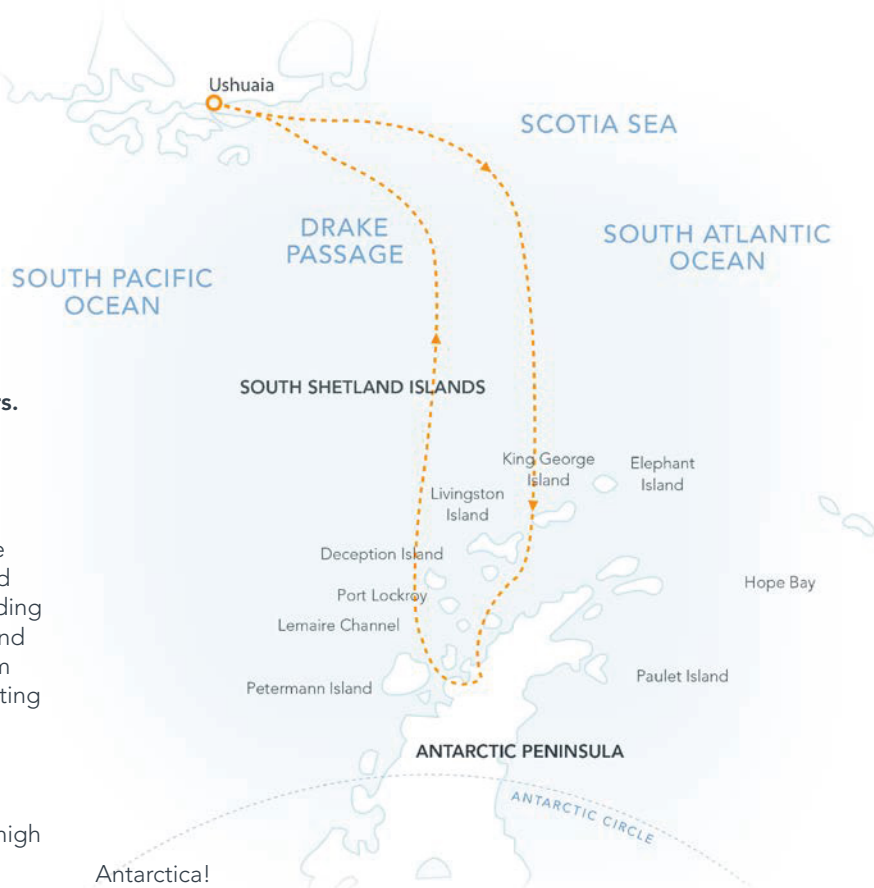 Ushuaia
SCOTIA SEA
DRAKE
PASSAGE
SOUTH ATLANTIC
OCEAN
SOUTH PACIFIC
OCEAN
SOUTH SHETLAND ISLANDS
King George
Island
Elephant
Island
Livingston
Island
Deception Island
Port Lockroy
Lemaire Channel
Petermann Island
Hope Bay
Paulet Island
ANTARCTIC PENINSULA
ANTARCTIC CIRCLE
Antarctica!